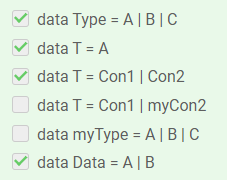 data Type = A | B | C
data T = A
data T = Con1 | Con2
data T = Con1 | myCon2
data myType = A | B | C
data Data = A | B